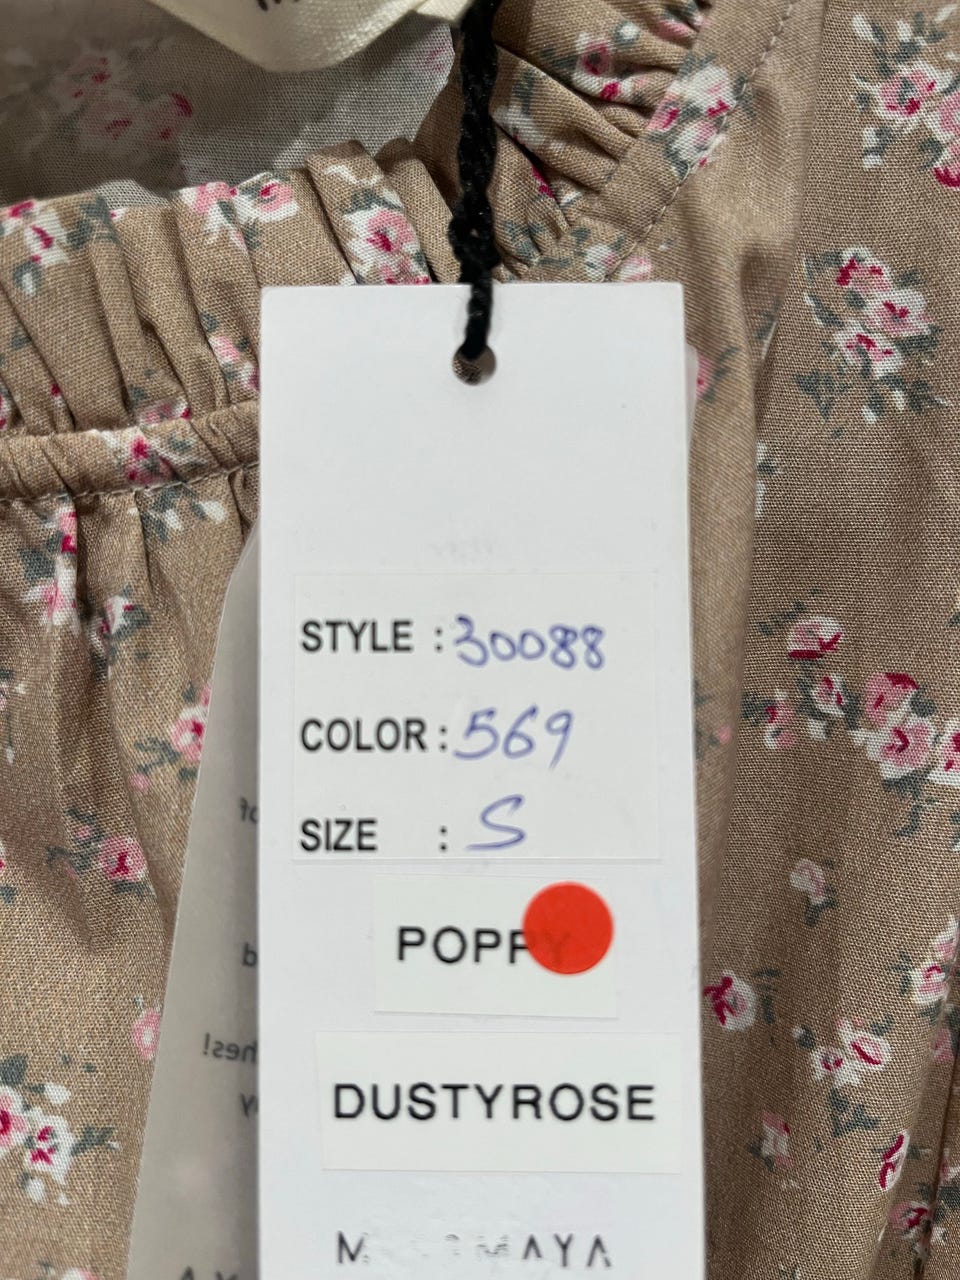 STYLE : 30088
COLOR : 569
SIZE : S
POPPY
DUSTYROSE